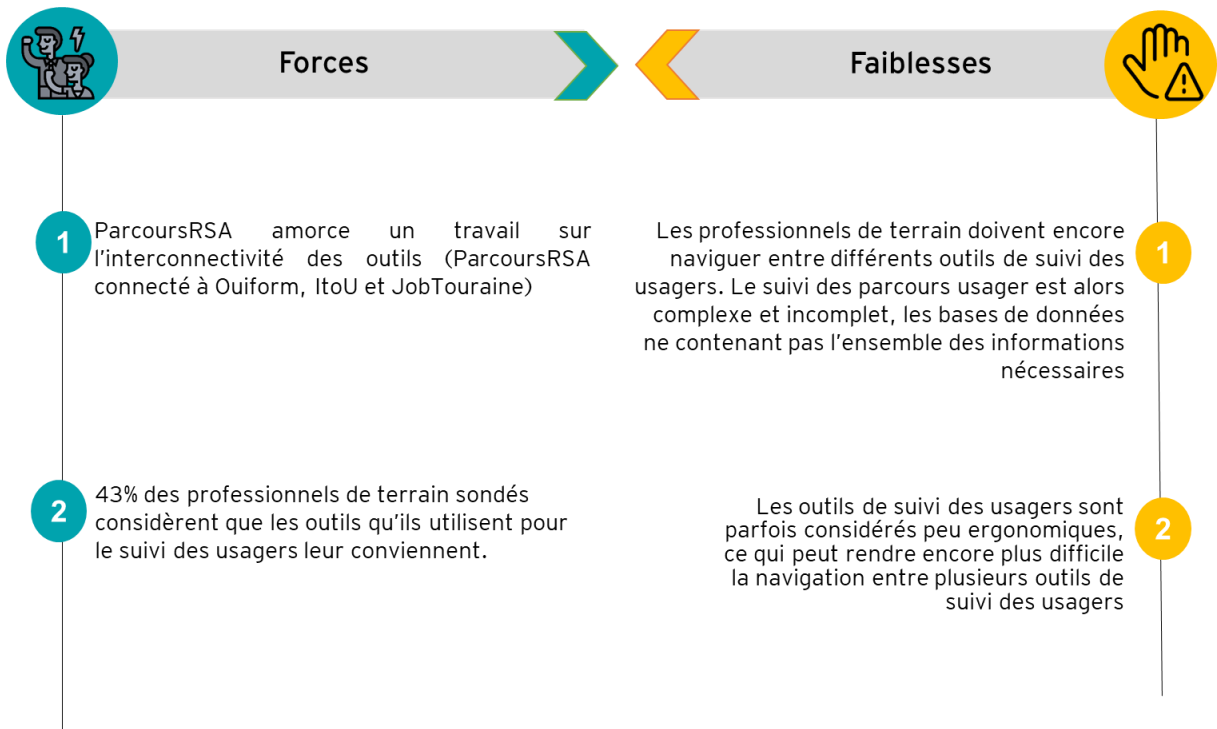 Forces
1
ParcoursRSA amorce un travail sur
l'interconnectivité des outils (ParcoursRSA
connecté à Ouiform, ItoU et JobTouraine)
2
43% des professionnels de terrain sondés
considèrent que les outils qu'ils utilisent pour
le suivi des usagers leur conviennent.
Faiblesses
1
Les professionnels de terrain doivent encore
naviguer entre différents outils de suivi des
usagers. Le suivi des parcours usager est alors
complexe et incomplet, les bases de données
ne contenant pas l'ensemble des informations
nécessaires
2
Les outils de suivi des usagers sont
parfois considérés peu ergonomiques,
ce qui peut rendre encore plus difficile
la navigation entre plusieurs outils de
suivi des usagers